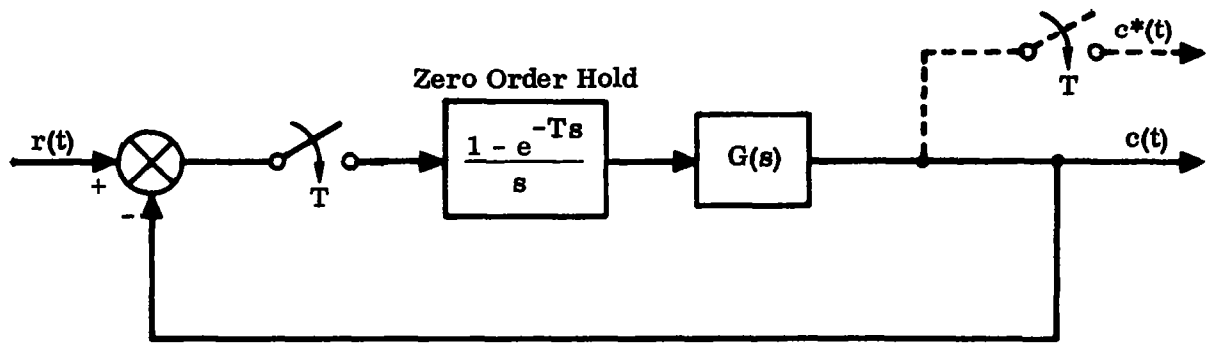 c*(t)
T
Zero Order Hold
r(t)
+
-
T
1 - e^-Ts
s
G(s)
c(t)